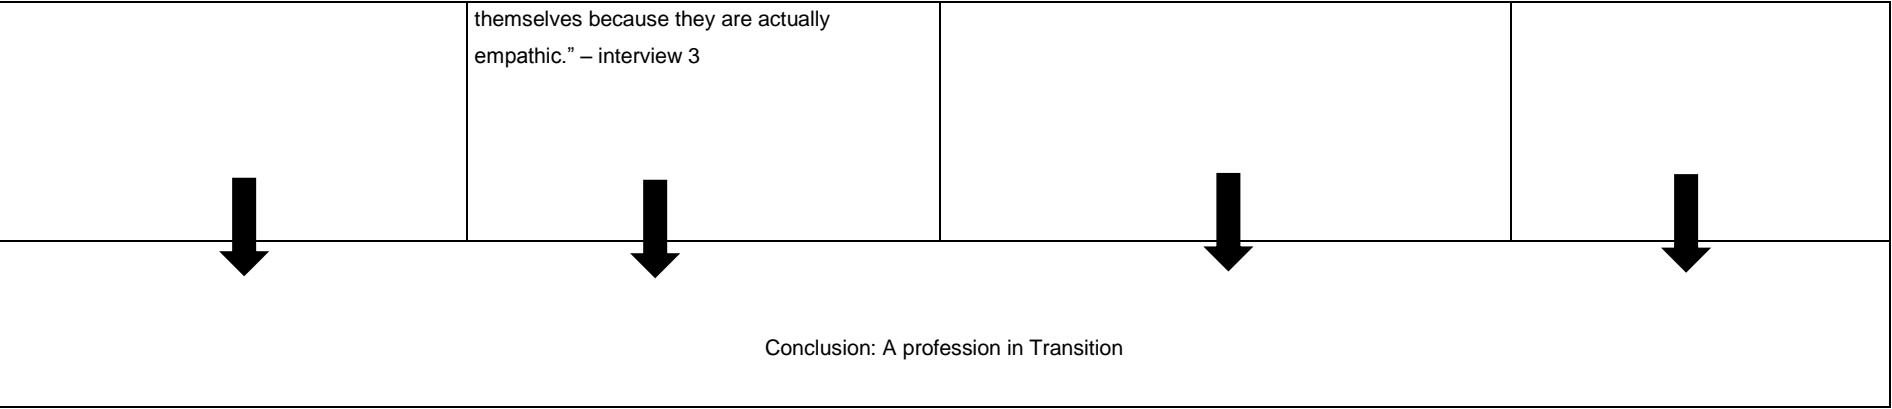 themselves because they are actually
empathic.” – interview 3
Conclusion: A profession in Transition